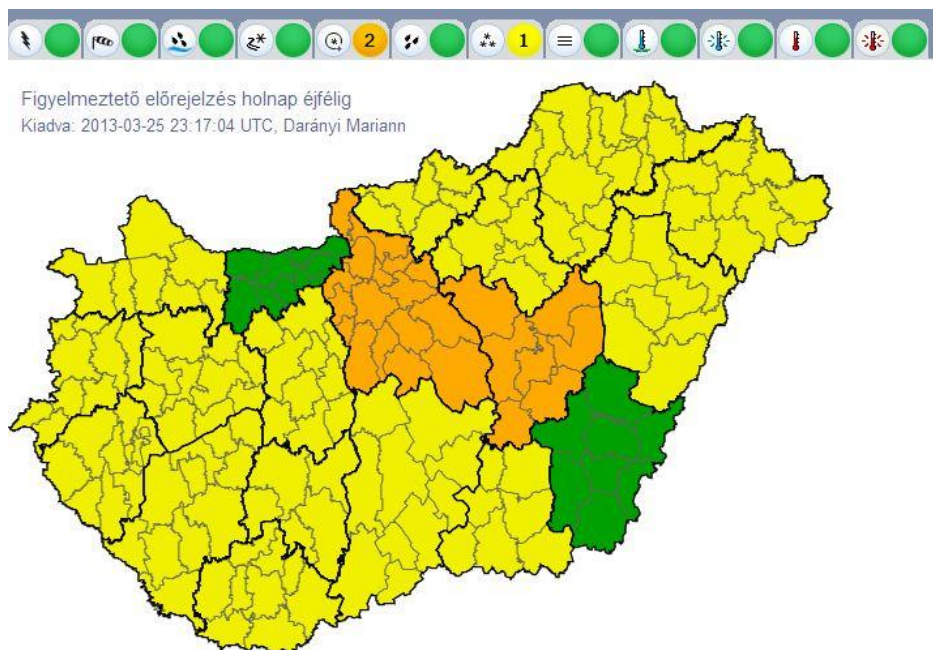 2 1
Figyelmeztető előrejelzés holnap éjfélig
Kiadva: 2013-03-25 23:17:04 UTC, Darányi Mariann